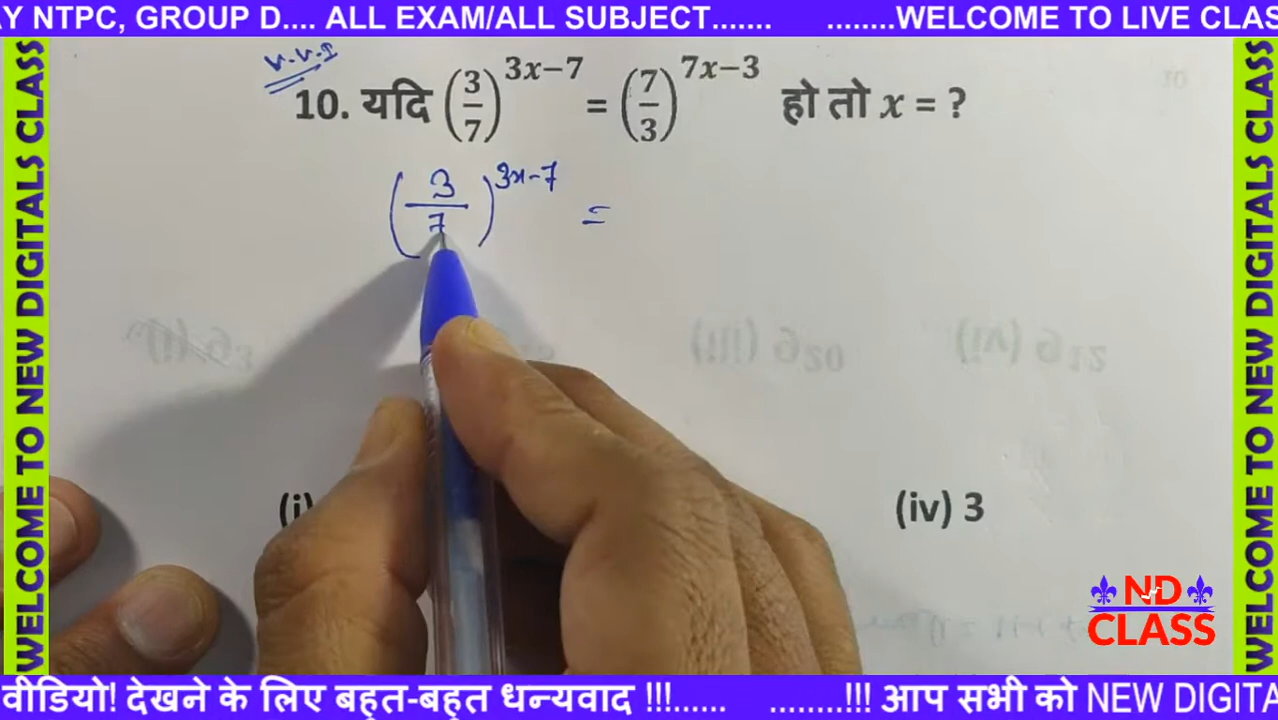 AY NTPC, GROUP D.... ALL EXAM/ALL SUBJECT....... ........WELCOME TO LIVE CLAS
WELCOME TO NEW DIGITALS CLASS
V.V.I
10. यदि (3/7)^(3x−7) = (7/3)^(7x−3) हो तो x = ?
(3/7)^(3x-7) =
(i)
(iv) 3
ND
CLASS
WELCOME TO NEW DIGITALS CLASS
वीडियो! देखने के लिए बहुत-बहुत धन्यवाद !!!...... ........!!! आप सभी को NEW DIGITA